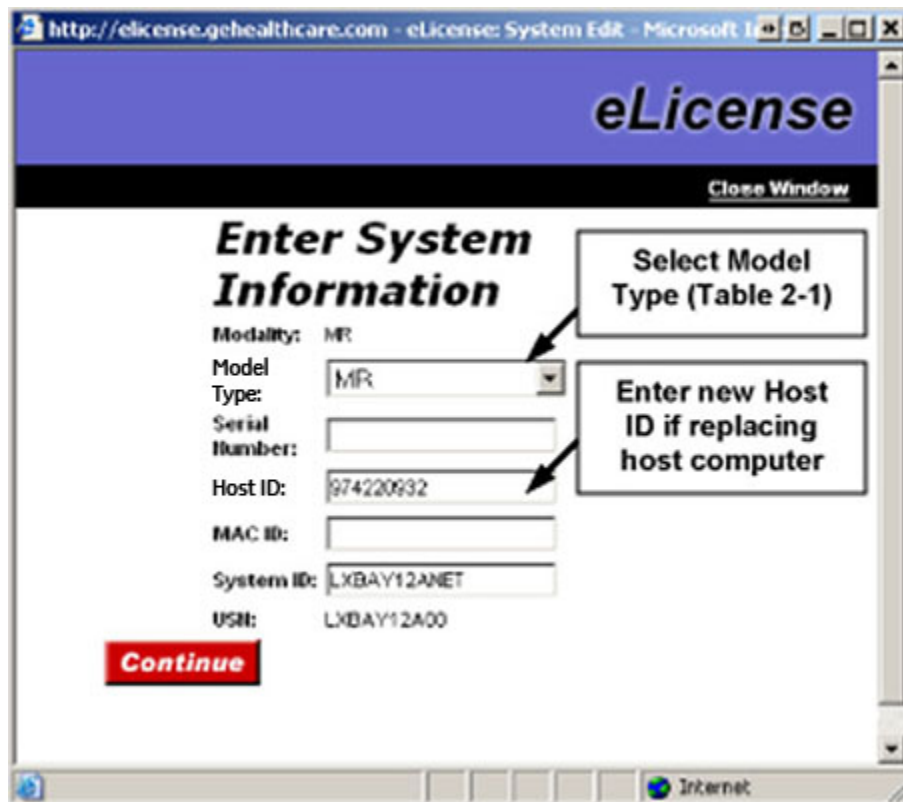 http://elicense.gehealthcare.com - eLicense: System Edit - Microsoft I
eLicense
Close Window
Enter System
Information
Select Model
Type (Table 2-1)
Modality: MR
Model
Type:
MR
Enter new Host
ID if replacing
host computer
Serial
Number:
Host ID: 974220932
MAC ID:
System ID: LXBAY12ANET
USN: LXBAY12A00
Continue
Internet